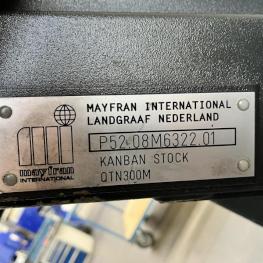 MAYFRAN INTERNATIONAL
LANDGRAAF NEDERLAND
P52.08M6322.01
KANBAN STOCK
QTN300M
mayfran
INTERNATIONAL